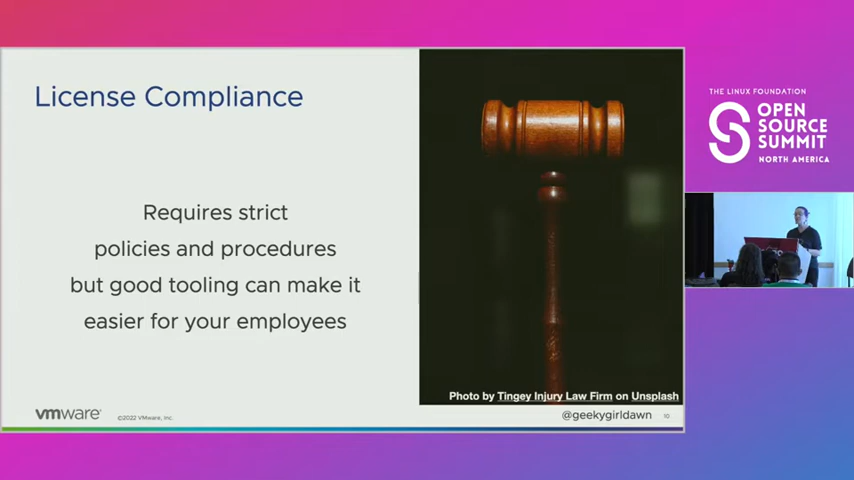 License Compliance
Requires strict
policies and procedures
but good tooling can make it
easier for your employees
Photo by Tingey Injury Law Firm on Unsplash
vmware®
©2022 VMware, Inc.
@geekygirldawn
10
THE LINUX FOUNDATION
OPEN
SOURCE
SUMMIT
NORTH AMERICA